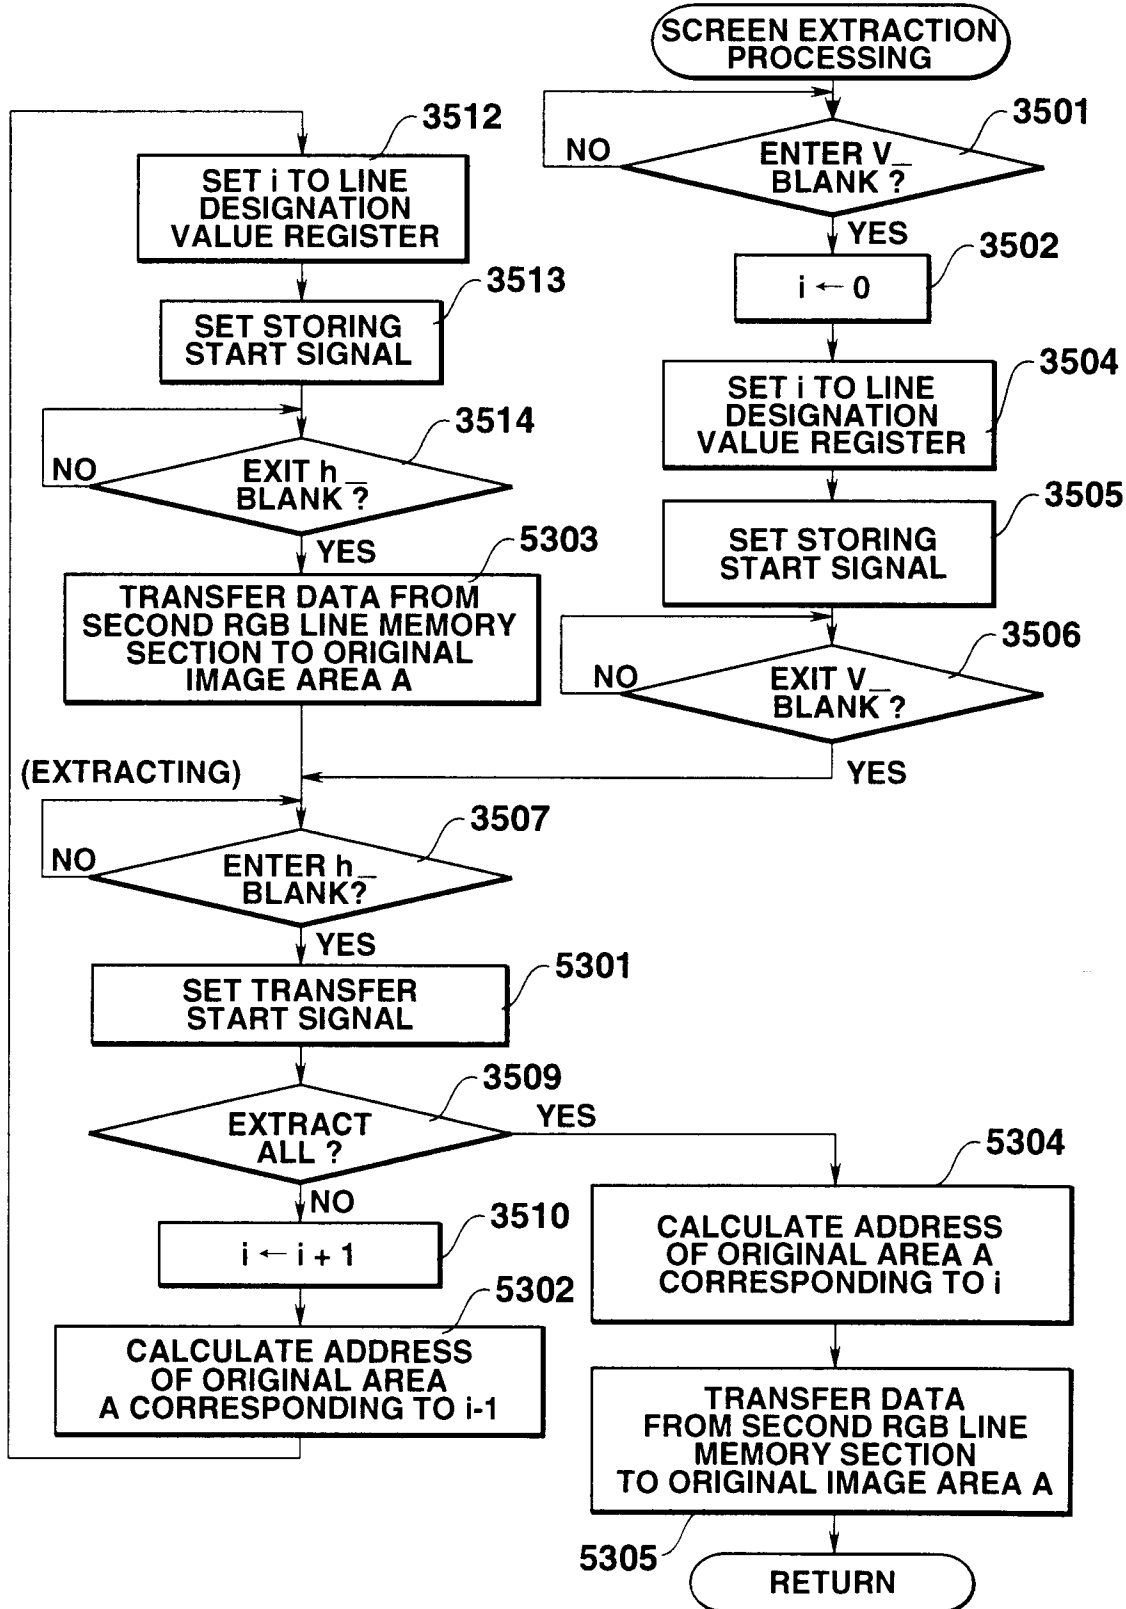 SCREEN EXTRACTION
PROCESSING
3501
ENTER V_
BLANK ?
NO
YES
3502
i ← 0
3504
SET i TO LINE
DESIGNATION
VALUE REGISTER
3505
SET STORING
START SIGNAL
3506
EXIT V_
BLANK ?
NO
YES
3512
SET i TO LINE
DESIGNATION
VALUE REGISTER
3513
SET STORING
START SIGNAL
3514
EXIT h_
BLANK ?
NO
YES
5303
TRANSFER DATA FROM
SECOND RGB LINE MEMORY
SECTION TO ORIGINAL
IMAGE AREA A
(EXTRACTING)
3507
ENTER h_
BLANK?
NO
YES
5301
SET TRANSFER
START SIGNAL
3509
EXTRACT
ALL ?
YES
NO
3510
i ← i + 1
5302
CALCULATE ADDRESS
OF ORIGINAL AREA
A CORRESPONDING TO i-1
5304
CALCULATE ADDRESS
OF ORIGINAL AREA A
CORRESPONDING TO i
TRANSFER DATA
FROM SECOND RGB LINE
MEMORY SECTION
TO ORIGINAL IMAGE AREA A
5305
RETURN